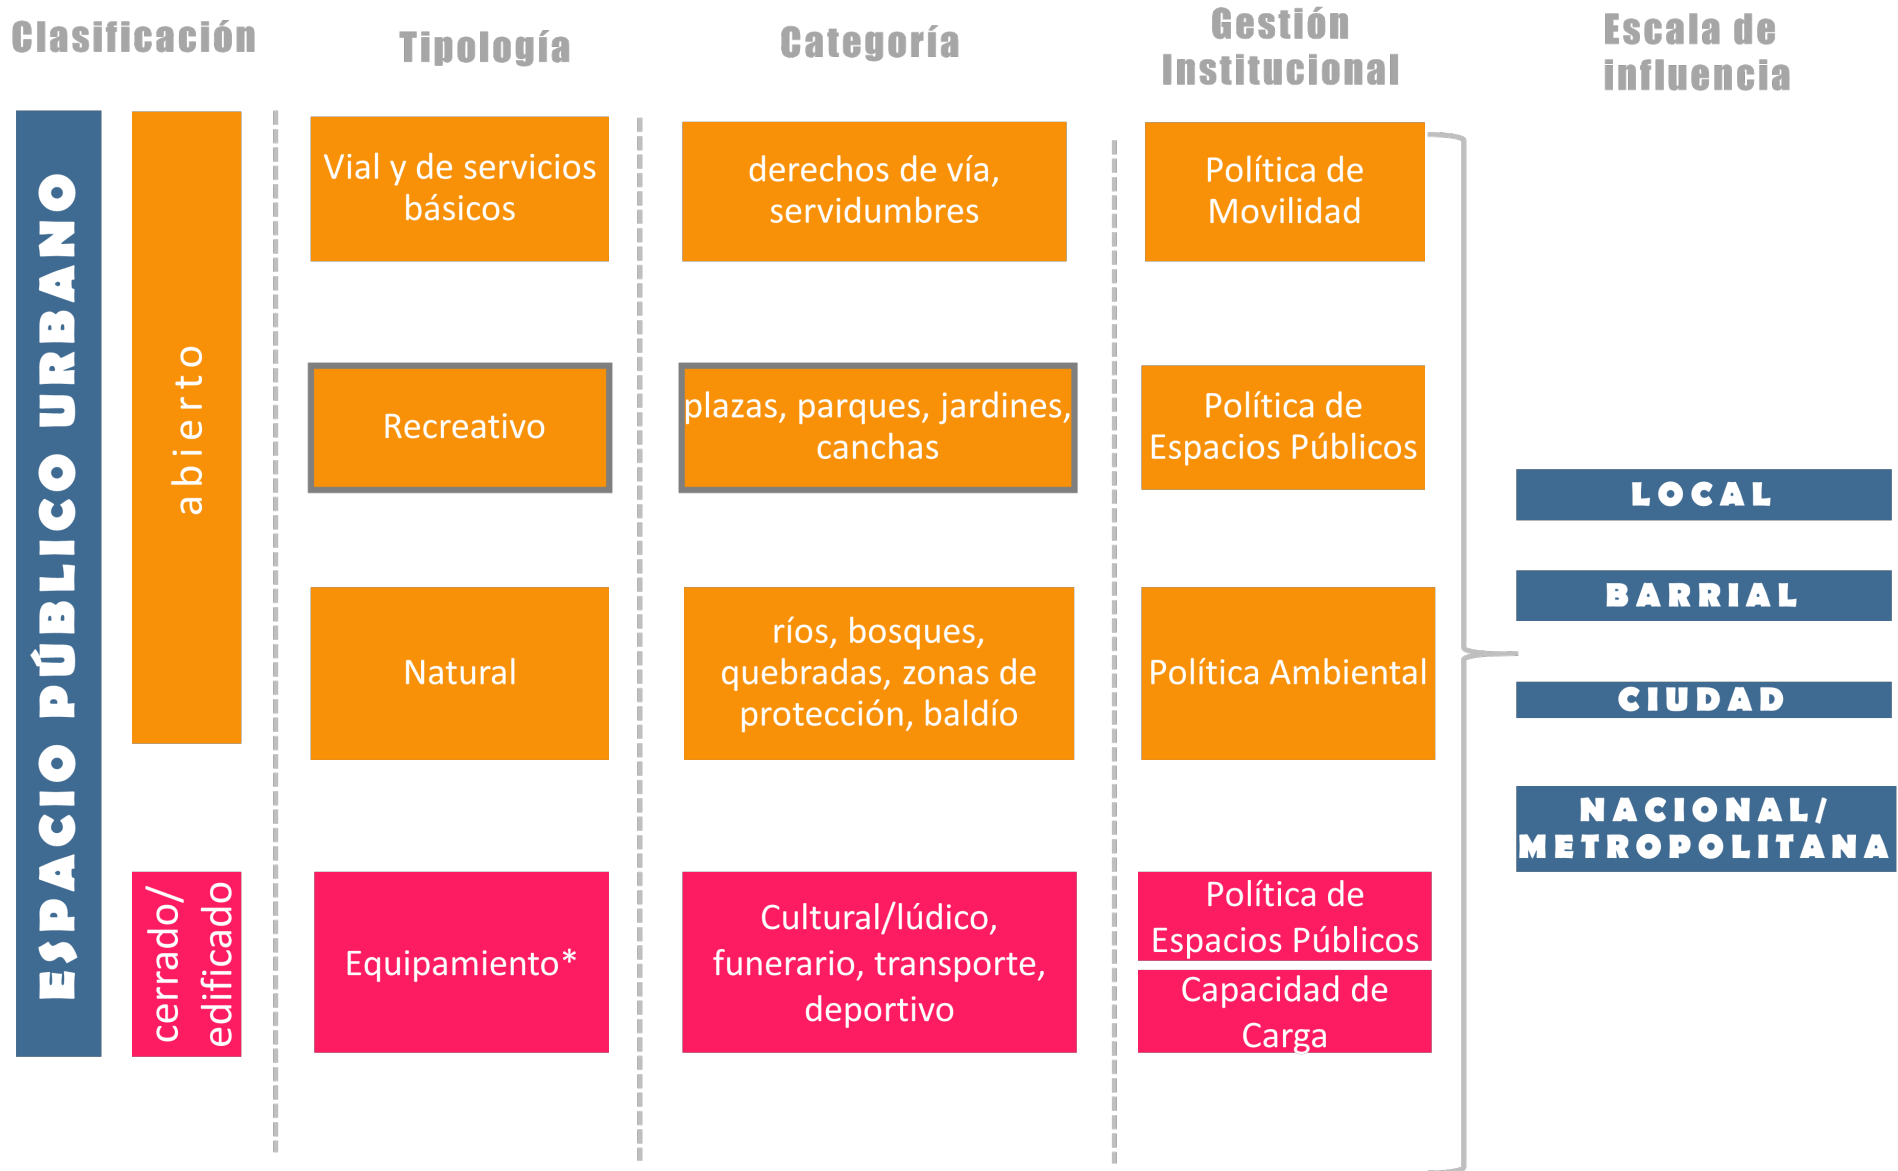 Clasificación
Tipología
Categoría
Gestión
Institucional
Escala de
influencia
ESPACIO PÚBLICO URBANO
abierto
Vial y de servicios
básicos
derechos de vía,
servidumbres
Política de
Movilidad
Recreativo
plazas, parques, jardines,
canchas
Política de
Espacios Públicos
Natural
ríos, bosques,
quebradas, zonas de
protección, baldío
Política Ambiental
cerrado/
edificado
Equipamiento*
Cultural/lúdico,
funerario, transporte,
deportivo
Política de
Espacios Públicos
Capacidad de
Carga
LOCAL
BARRIAL
CIUDAD
NACIONAL/
METROPOLITANA